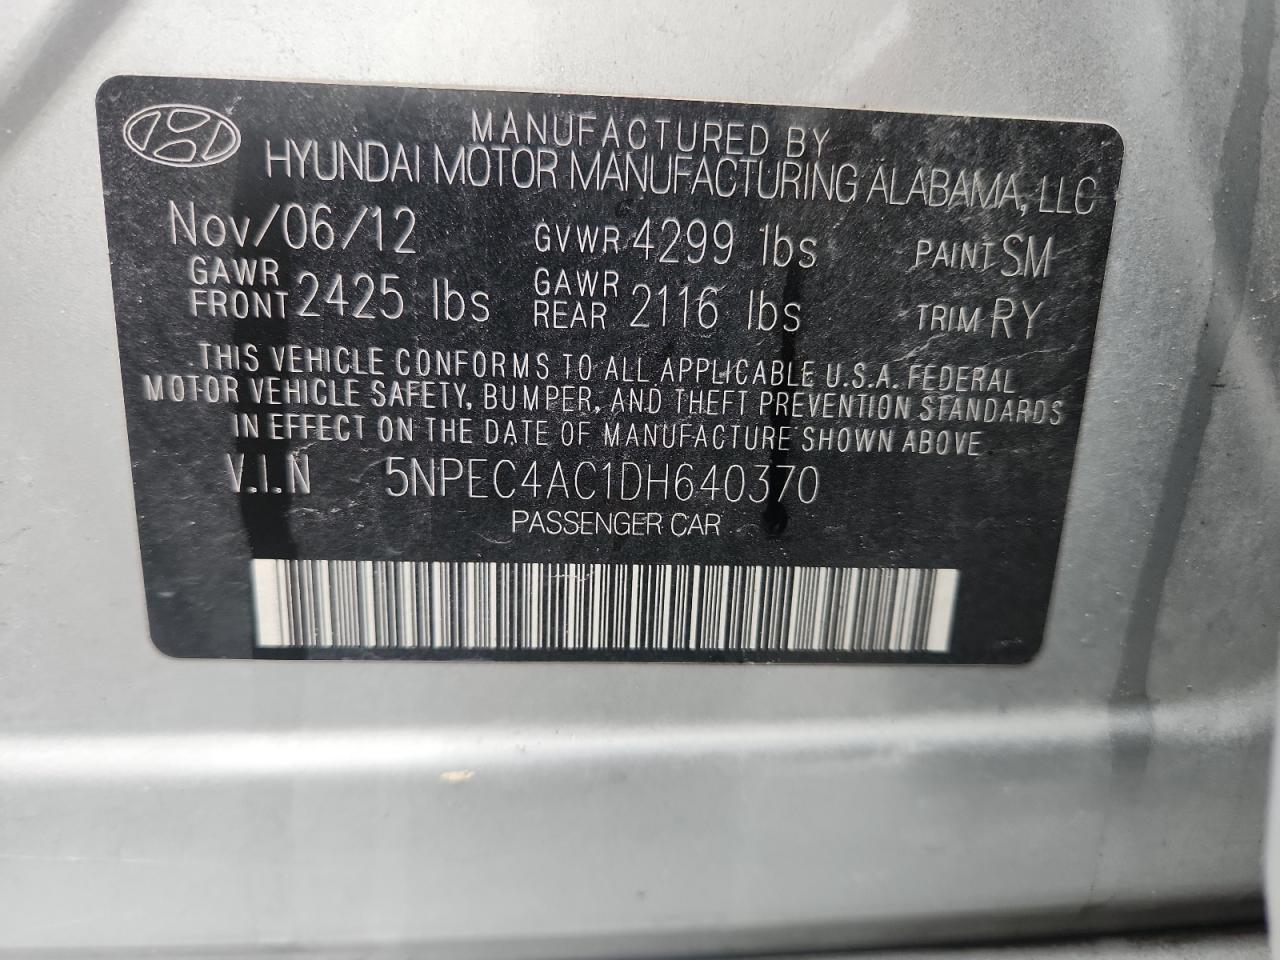 MANUFACTURED BY
HYUNDAI MOTOR MANUFACTURING ALABAMA, LLC
Nov/06/12 GVWR 4299 lbs PAINT SM
GAWR FRONT 2425 lbs GAWR REAR 2116 lbs TRIM RY
THIS VEHICLE CONFORMS TO ALL APPLICABLE U.S.A. FEDERAL
MOTOR VEHICLE SAFETY, BUMPER, AND THEFT PREVENTION STANDARDS
IN EFFECT ON THE DATE OF MANUFACTURE SHOWN ABOVE
V.I.N 5NPEC4AC1DH640370
PASSENGER CAR